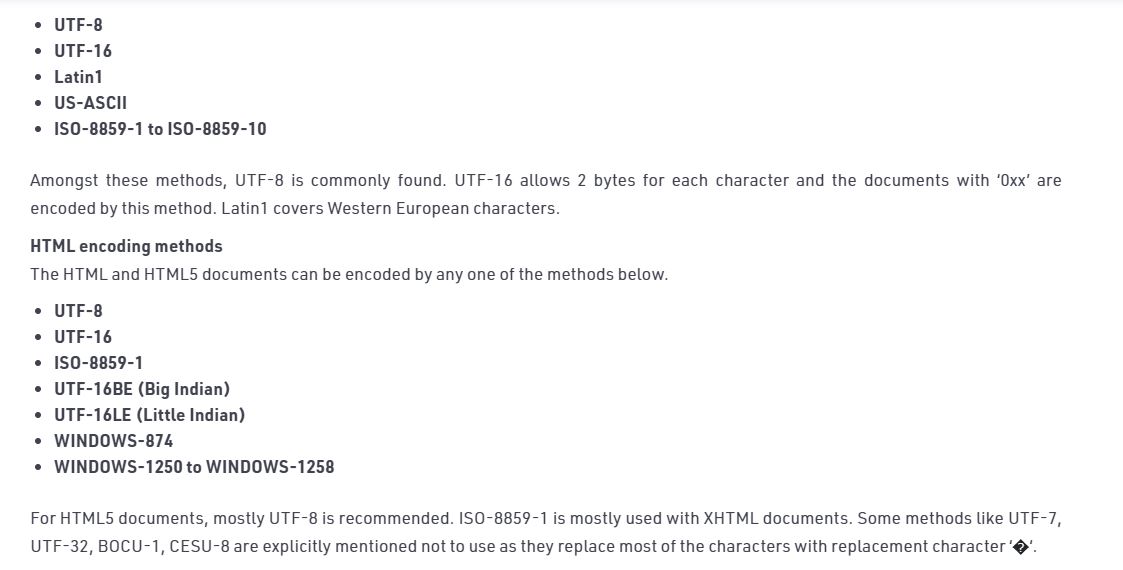 • UTF-8
• UTF-16
• Latin1
• US-ASCII
• ISO-8859-1 to ISO-8859-10
Amongst these methods, UTF-8 is commonly found. UTF-16 allows 2 bytes for each character and the documents with ‘0xx’ are
encoded by this method. Latin1 covers Western European characters.
HTML encoding methods
The HTML and HTML5 documents can be encoded by any one of the methods below.
• UTF-8
• UTF-16
• ISO-8859-1
• UTF-16BE (Big Indian)
• UTF-16LE (Little Indian)
• WINDOWS-874
• WINDOWS-1250 to WINDOWS-1258
For HTML5 documents, mostly UTF-8 is recommended. ISO-8859-1 is mostly used with XHTML documents. Some methods like UTF-7,
UTF-32, BOCU-1, CESU-8 are explicitly mentioned not to use as they replace most of the characters with replacement character ‘�‘.